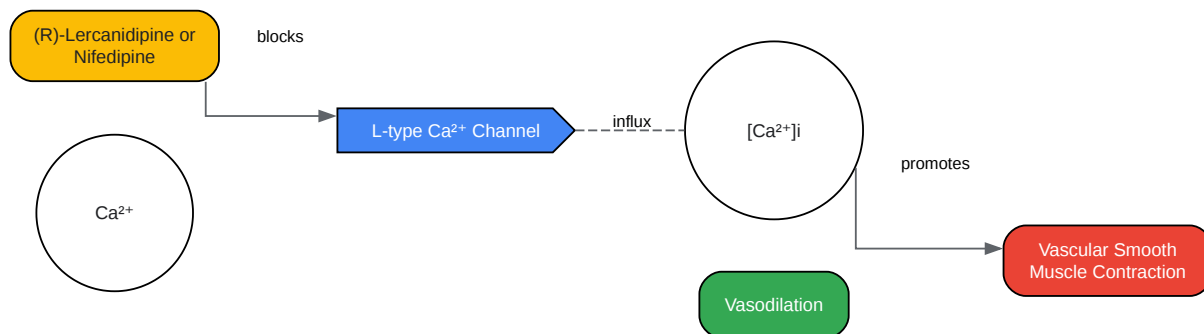 (R)-Lercanidipine or
Nifedipine
blocks
L-type Ca²⁺ Channel
influx
[Ca²⁺]i
Ca²⁺
promotes
Vascular Smooth
Muscle Contraction
Vasodilation